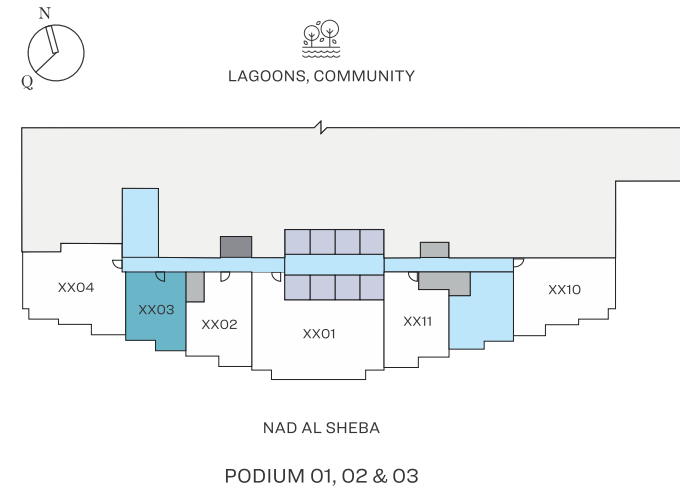 N
Q
LAGOONS, COMMUNITY
XX04
XX03
XX02
XX01
XX11
XX10
NAD AL SHEBA
PODIUM 01, 02 & 03